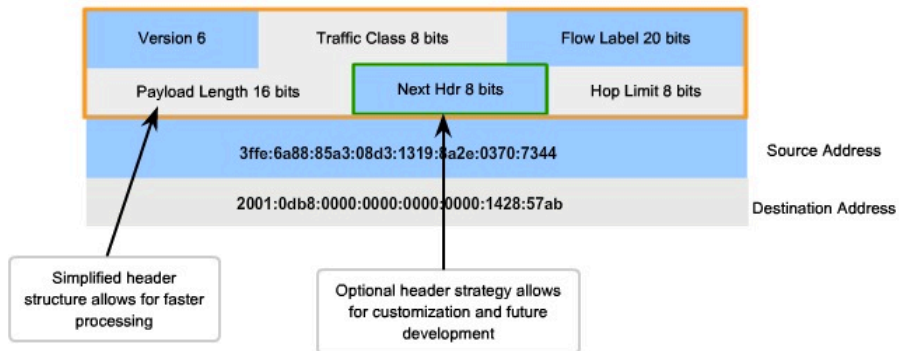 Version 6 Traffic Class 8 bits Flow Label 20 bits
Payload Length 16 bits Next Hdr 8 bits Hop Limit 8 bits
3ffe:6a88:85a3:08d3:1319:8a2e:0370:7344 Source Address
2001:0db8:0000:0000:0000:0000:1428:57ab Destination Address
Simplified header
structure allows for faster
processing
Optional header strategy allows
for customization and future
development